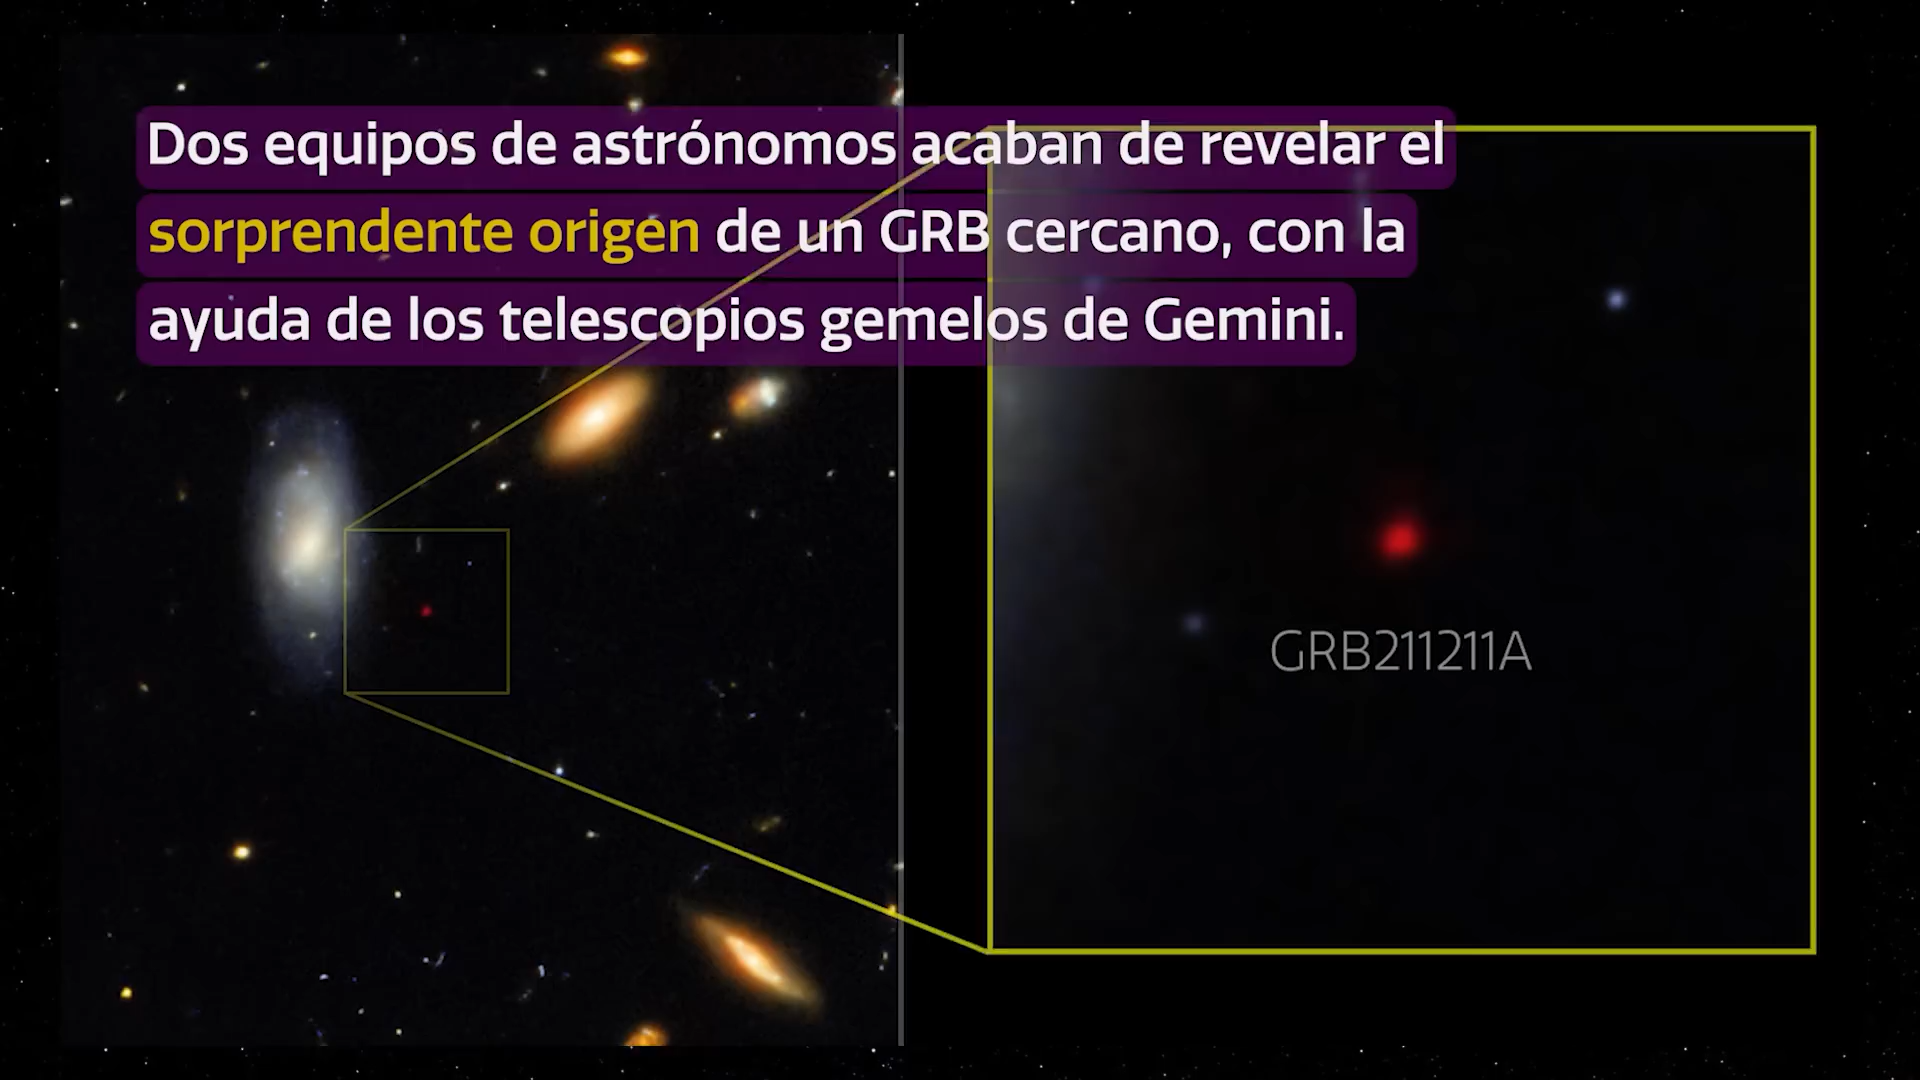 Dos equipos de astrónomos acaban de revelar el
sorprendente origen de un GRB cercano, con la
ayuda de los telescopios gemelos de Gemini.
GRB211211A